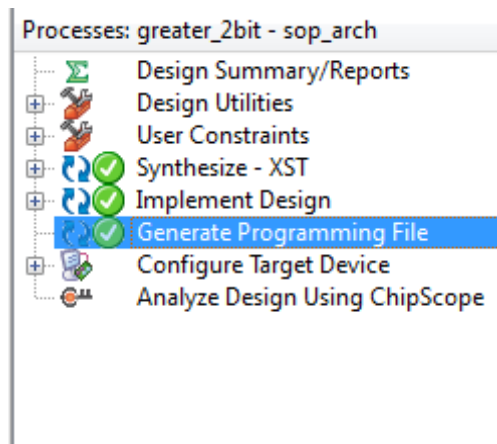 Processes: greater_2bit - sop_arch
Design Summary/Reports
Design Utilities
User Constraints
Synthesize - XST
Implement Design
Generate Programming File
Configure Target Device
Analyze Design Using ChipScope